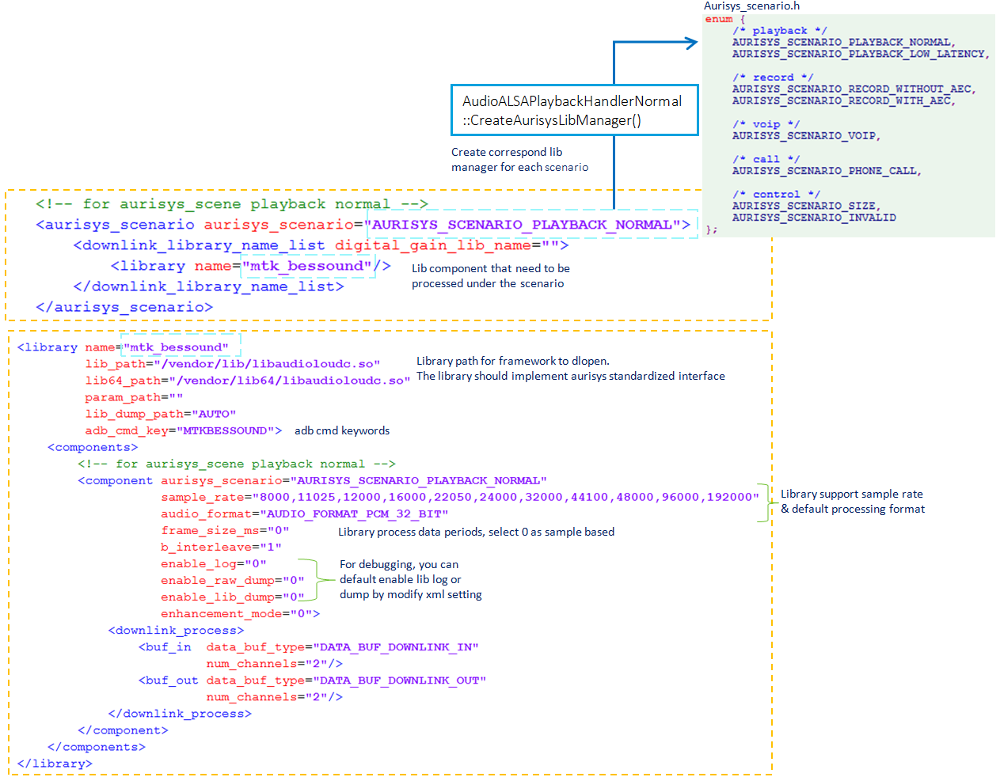 Aurisys_scenario.h
enum {
/* playback */
AURISYS_SCENARIO_PLAYBACK_NORMAL,
AURISYS_SCENARIO_PLAYBACK_LOW_LATENCY,
/* record */
AURISYS_SCENARIO_RECORD_WITHOUT_AEC,
AURISYS_SCENARIO_RECORD_WITH_AEC,
/* voip */
AURISYS_SCENARIO_VOIP,
/* call */
AURISYS_SCENARIO_PHONE_CALL,
/* control */
AURISYS_SCENARIO_SIZE,
AURISYS_SCENARIO_INVALID
};
AudioALSAPlaybackHandlerNormal
::CreateAurisysLibManager()
Create correspond lib
manager for each scenario
<!-- for aurisys_scene playback normal -->
<aurisys_scenario aurisys_scenario="AURISYS_SCENARIO_PLAYBACK_NORMAL">
<downlink_library_name_list digital_gain_lib_name="">
<library name="mtk_bessound"/>
</downlink_library_name_list>
</aurisys_scenario>
Lib component that need to be
processed under the scenario
<library name="mtk_bessound"
lib_path="/vendor/lib/libaudioloudc.so"
lib64_path="/vendor/lib64/libaudioloudc.so"
param_path=""
lib_dump_path="AUTO"
adb_cmd_key="MTKBESSOUND">
Library path for framework to dlopen.
The library should implement aurisys standardized interface
adb cmd keywords
<components>
<!-- for aurisys_scene playback normal -->
<component aurisys_scenario="AURISYS_SCENARIO_PLAYBACK_NORMAL"
sample_rate="8000,11025,12000,16000,22050,24000,32000,44100,48000,96000,192000"
audio_format="AUDIO_FORMAT_PCM_32_BIT"
frame_size_ms="0"
b_interleave="1"
enable_log="0"
enable_raw_dump="0"
enable_lib_dump="0"
enhancement_mode="0">
Library support sample rate
& default processing format
Library process data periods, select 0 as sample based
For debugging, you can
default enable lib log or
dump by modify xml setting
<downlink_process>
<buf_in data_buf_type="DATA_BUF_DOWNLINK_IN"
num_channels="2"/>
<buf_out data_buf_type="DATA_BUF_DOWNLINK_OUT"
num_channels="2"/>
</downlink_process>
</component>
</components>
</library>